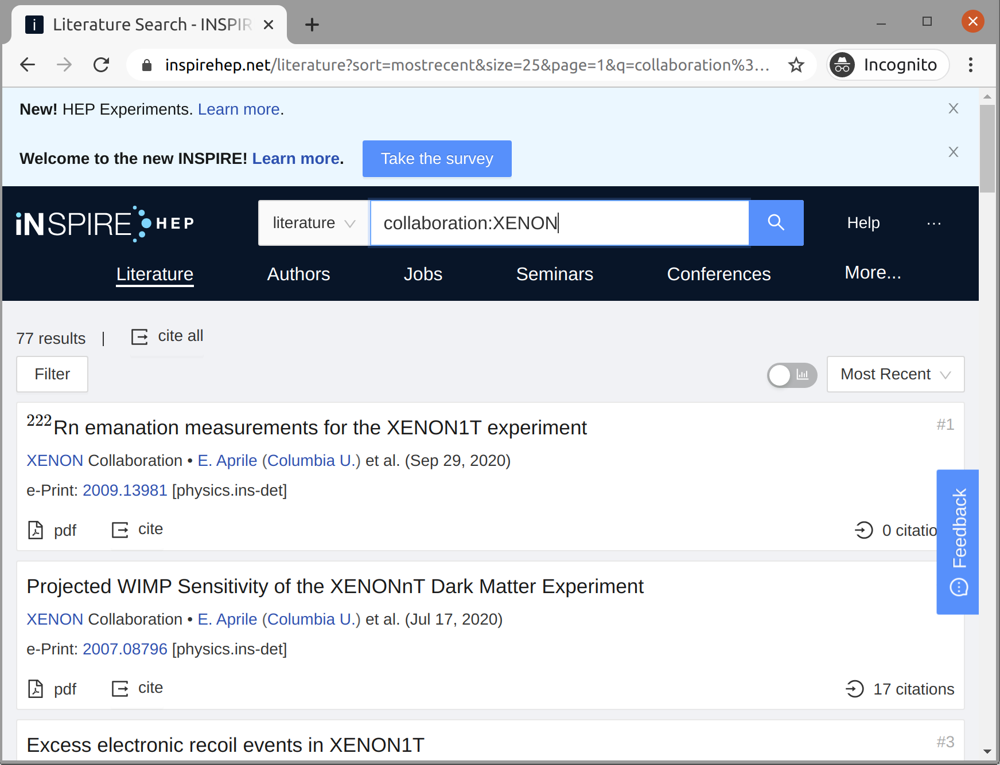 i Literature Search - INSPIR
inspirehep.net/literature?sort=mostrecent&size=25&page=1&q=collaboration%3... Incognito
New! HEP Experiments. Learn more.
Welcome to the new INSPIRE! Learn more. Take the survey
iNSPIRE HEP literature collaboration:XENON Help ...
Literature Authors Jobs Seminars Conferences More...
77 results | cite all
Filter Most Recent
²²²Rn emanation measurements for the XENON1T experiment #1
XENON Collaboration • E. Aprile (Columbia U.) et al. (Sep 29, 2020)
e-Print: 2009.13981 [physics.ins-det]
pdf cite 0 citatio
Feedback
Projected WIMP Sensitivity of the XENONnT Dark Matter Experiment
XENON Collaboration • E. Aprile (Columbia U.) et al. (Jul 17, 2020)
e-Print: 2007.08796 [physics.ins-det]
pdf cite 17 citations
Excess electronic recoil events in XENON1T #3